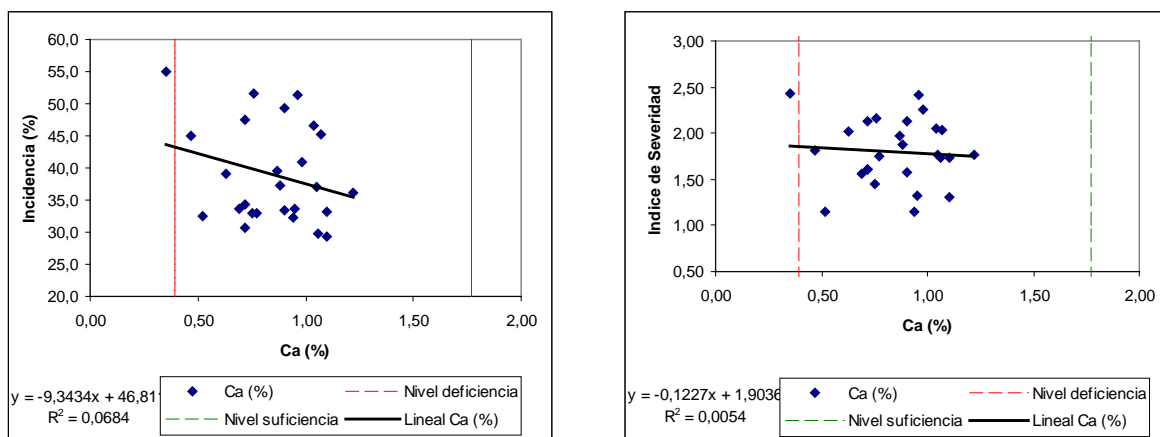 Incidencia (%)
60,0
55,0
50,0
45,0
40,0
35,0
30,0
25,0
20,0
0,00 0,50 1,00 1,50 2,00
Ca (%)
y = -9,3434x + 46,81
R² = 0,0684
Ca (%) Nivel deficiencia
Nivel suficiencia Lineal Ca (%)
Indice de Severidad
3,00
2,50
2,00
1,50
1,00
0,50
0,00 0,50 1,00 1,50 2,00
Ca (%)
y = -0,1227x + 1,9036
R² = 0,0054
Ca (%) Nivel deficiencia
Nivel suficiencia Lineal Ca (%)